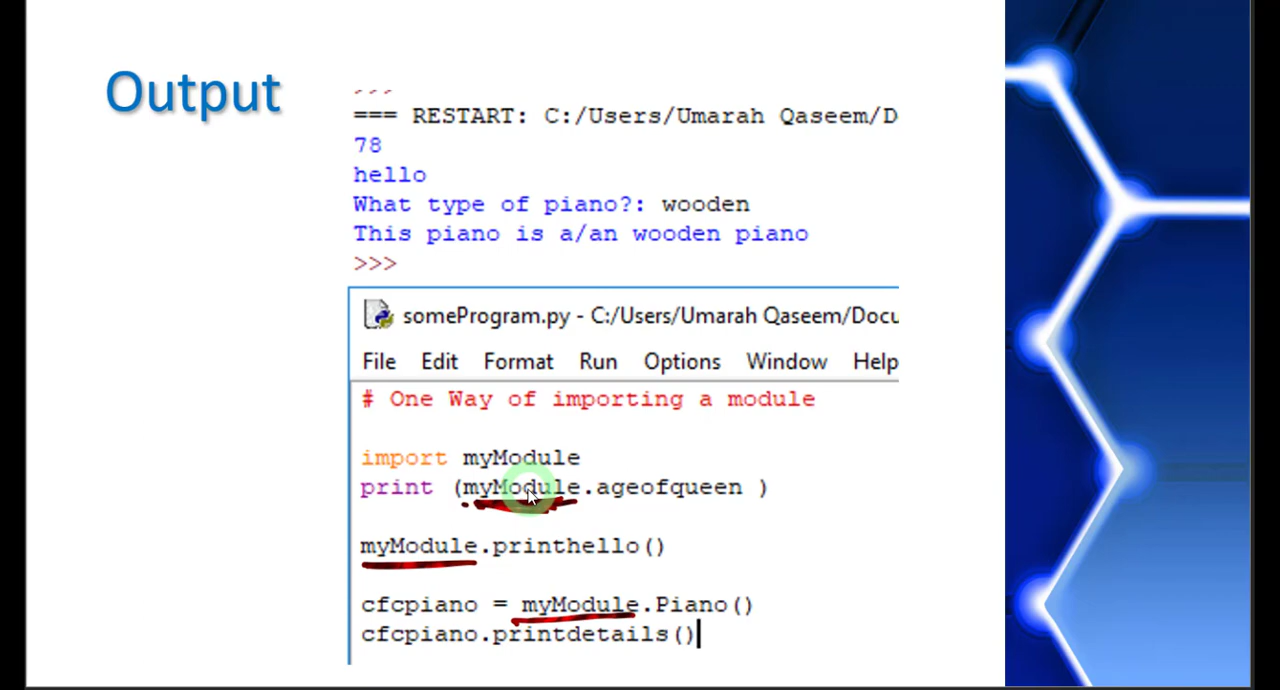 Output
>>>
=== RESTART: C:/Users/Umarah Qaseem/D
78
hello
What type of piano?: wooden
This piano is a/an wooden piano
>>>
someProgram.py - C:/Users/Umarah Qaseem/Docu
File Edit Format Run Options Window Help
# One Way of importing a module
import myModule
print (myModule.ageofqueen )
myModule.printhello()
cfcpiano = myModule.Piano()
cfcpiano.printdetails()